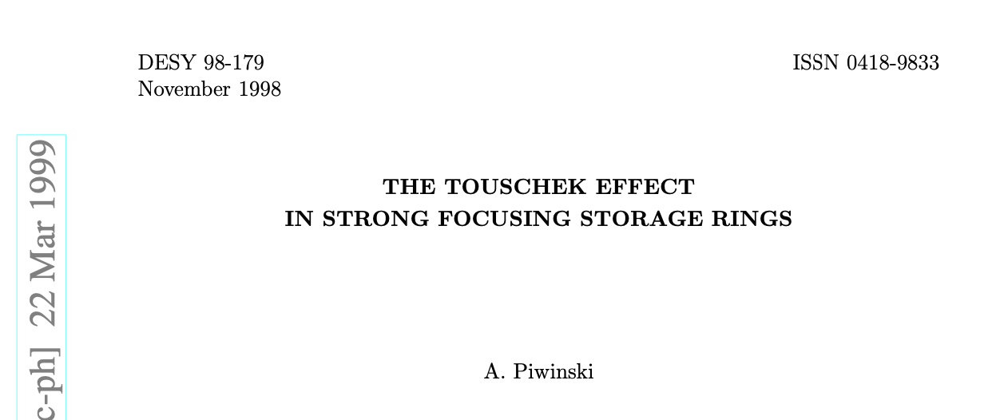 DESY 98-179
ISSN 0418-9833
November 1998
THE TOUSCHEK EFFECT
IN STRONG FOCUSING STORAGE RINGS
A. Piwinski
c-ph] 22 Mar 1999